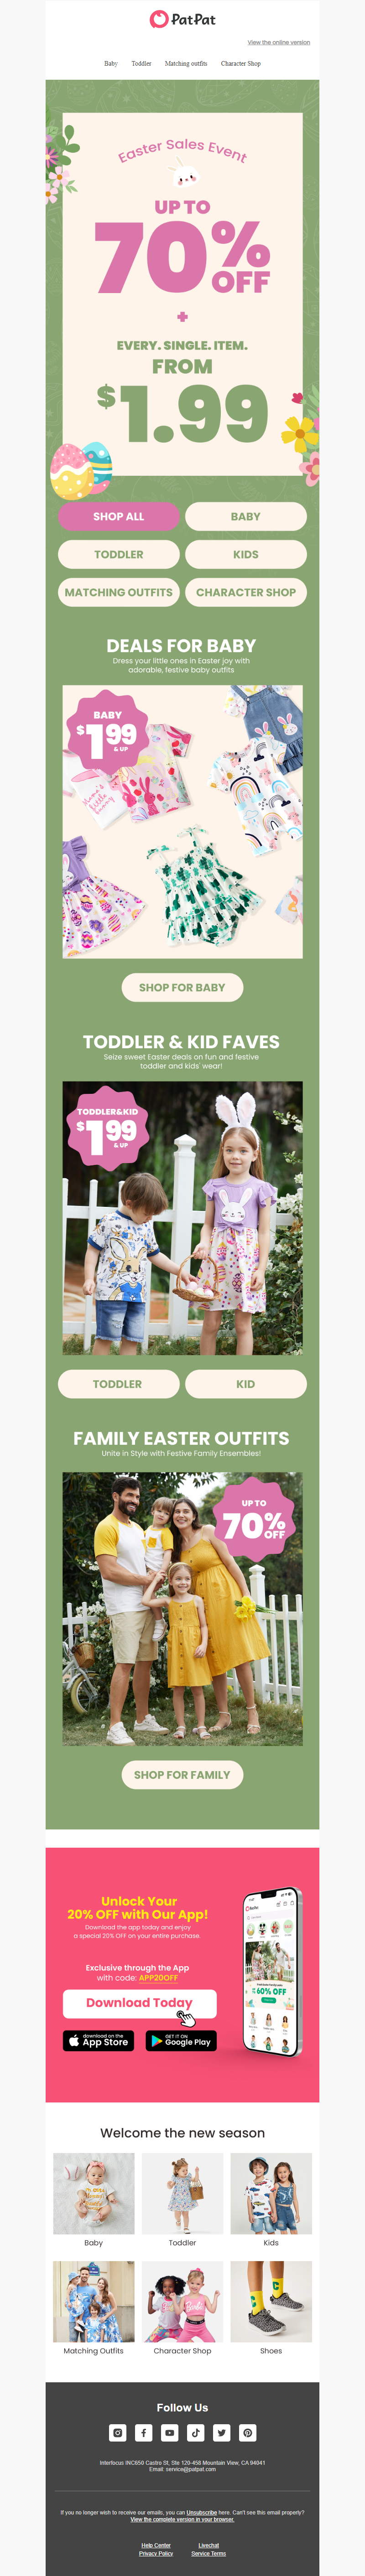 PatPat
View the online version
Baby
Toddler
Matching outfits
Character Shop
Easter Sales Event
UP TO
70% OFF
+
EVERY. SINGLE. ITEM.
FROM
$1.99
SHOP ALL
BABY
TODDLER
KIDS
MATCHING OUTFITS
CHARACTER SHOP
DEALS FOR BABY
Dress your little ones in Easter joy with
adorable, festive baby outfits
BABY
$1.99
& UP
SHOP FOR BABY
TODDLER & KID FAVES
Seize sweet Easter deals on fun and festive
toddler and kids' wear!
TODDLER&KID
$1.99
& UP
TODDLER
KID
FAMILY EASTER OUTFITS
Unite in Style with Festive Family Ensembles!
UP TO
70% OFF
SHOP FOR FAMILY
Unlock Your
20% OFF with Our App!
Download the app today and enjoy
a special 20% OFF on your entire purchase.
Exclusive through the App
with code: APP20OFF
Download Today
download on the
App Store
GET IT ON
Google Play
60% OFF
Welcome the new season
Baby
Toddler
Kids
Matching Outfits
Character Shop
Shoes
Follow Us
Interfocus INC650 Castro St, Ste 120-458 Mountain View, CA 94041
Email: service@patpat.com
If you no longer wish to receive our emails, you can Unsubscribe here. Can't see this email properly?
View the complete version in your browser.
Help Center
Livechat
Privacy Policy
Service Terms